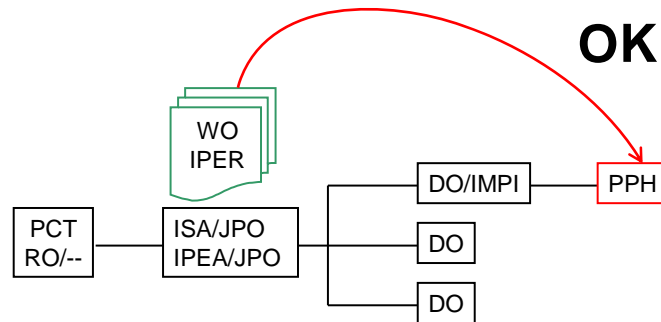 OK
WO
IPER
DO/IMPI
PPH
PCT
RO/--
ISA/JPO
IPEA/JPO
DO
DO